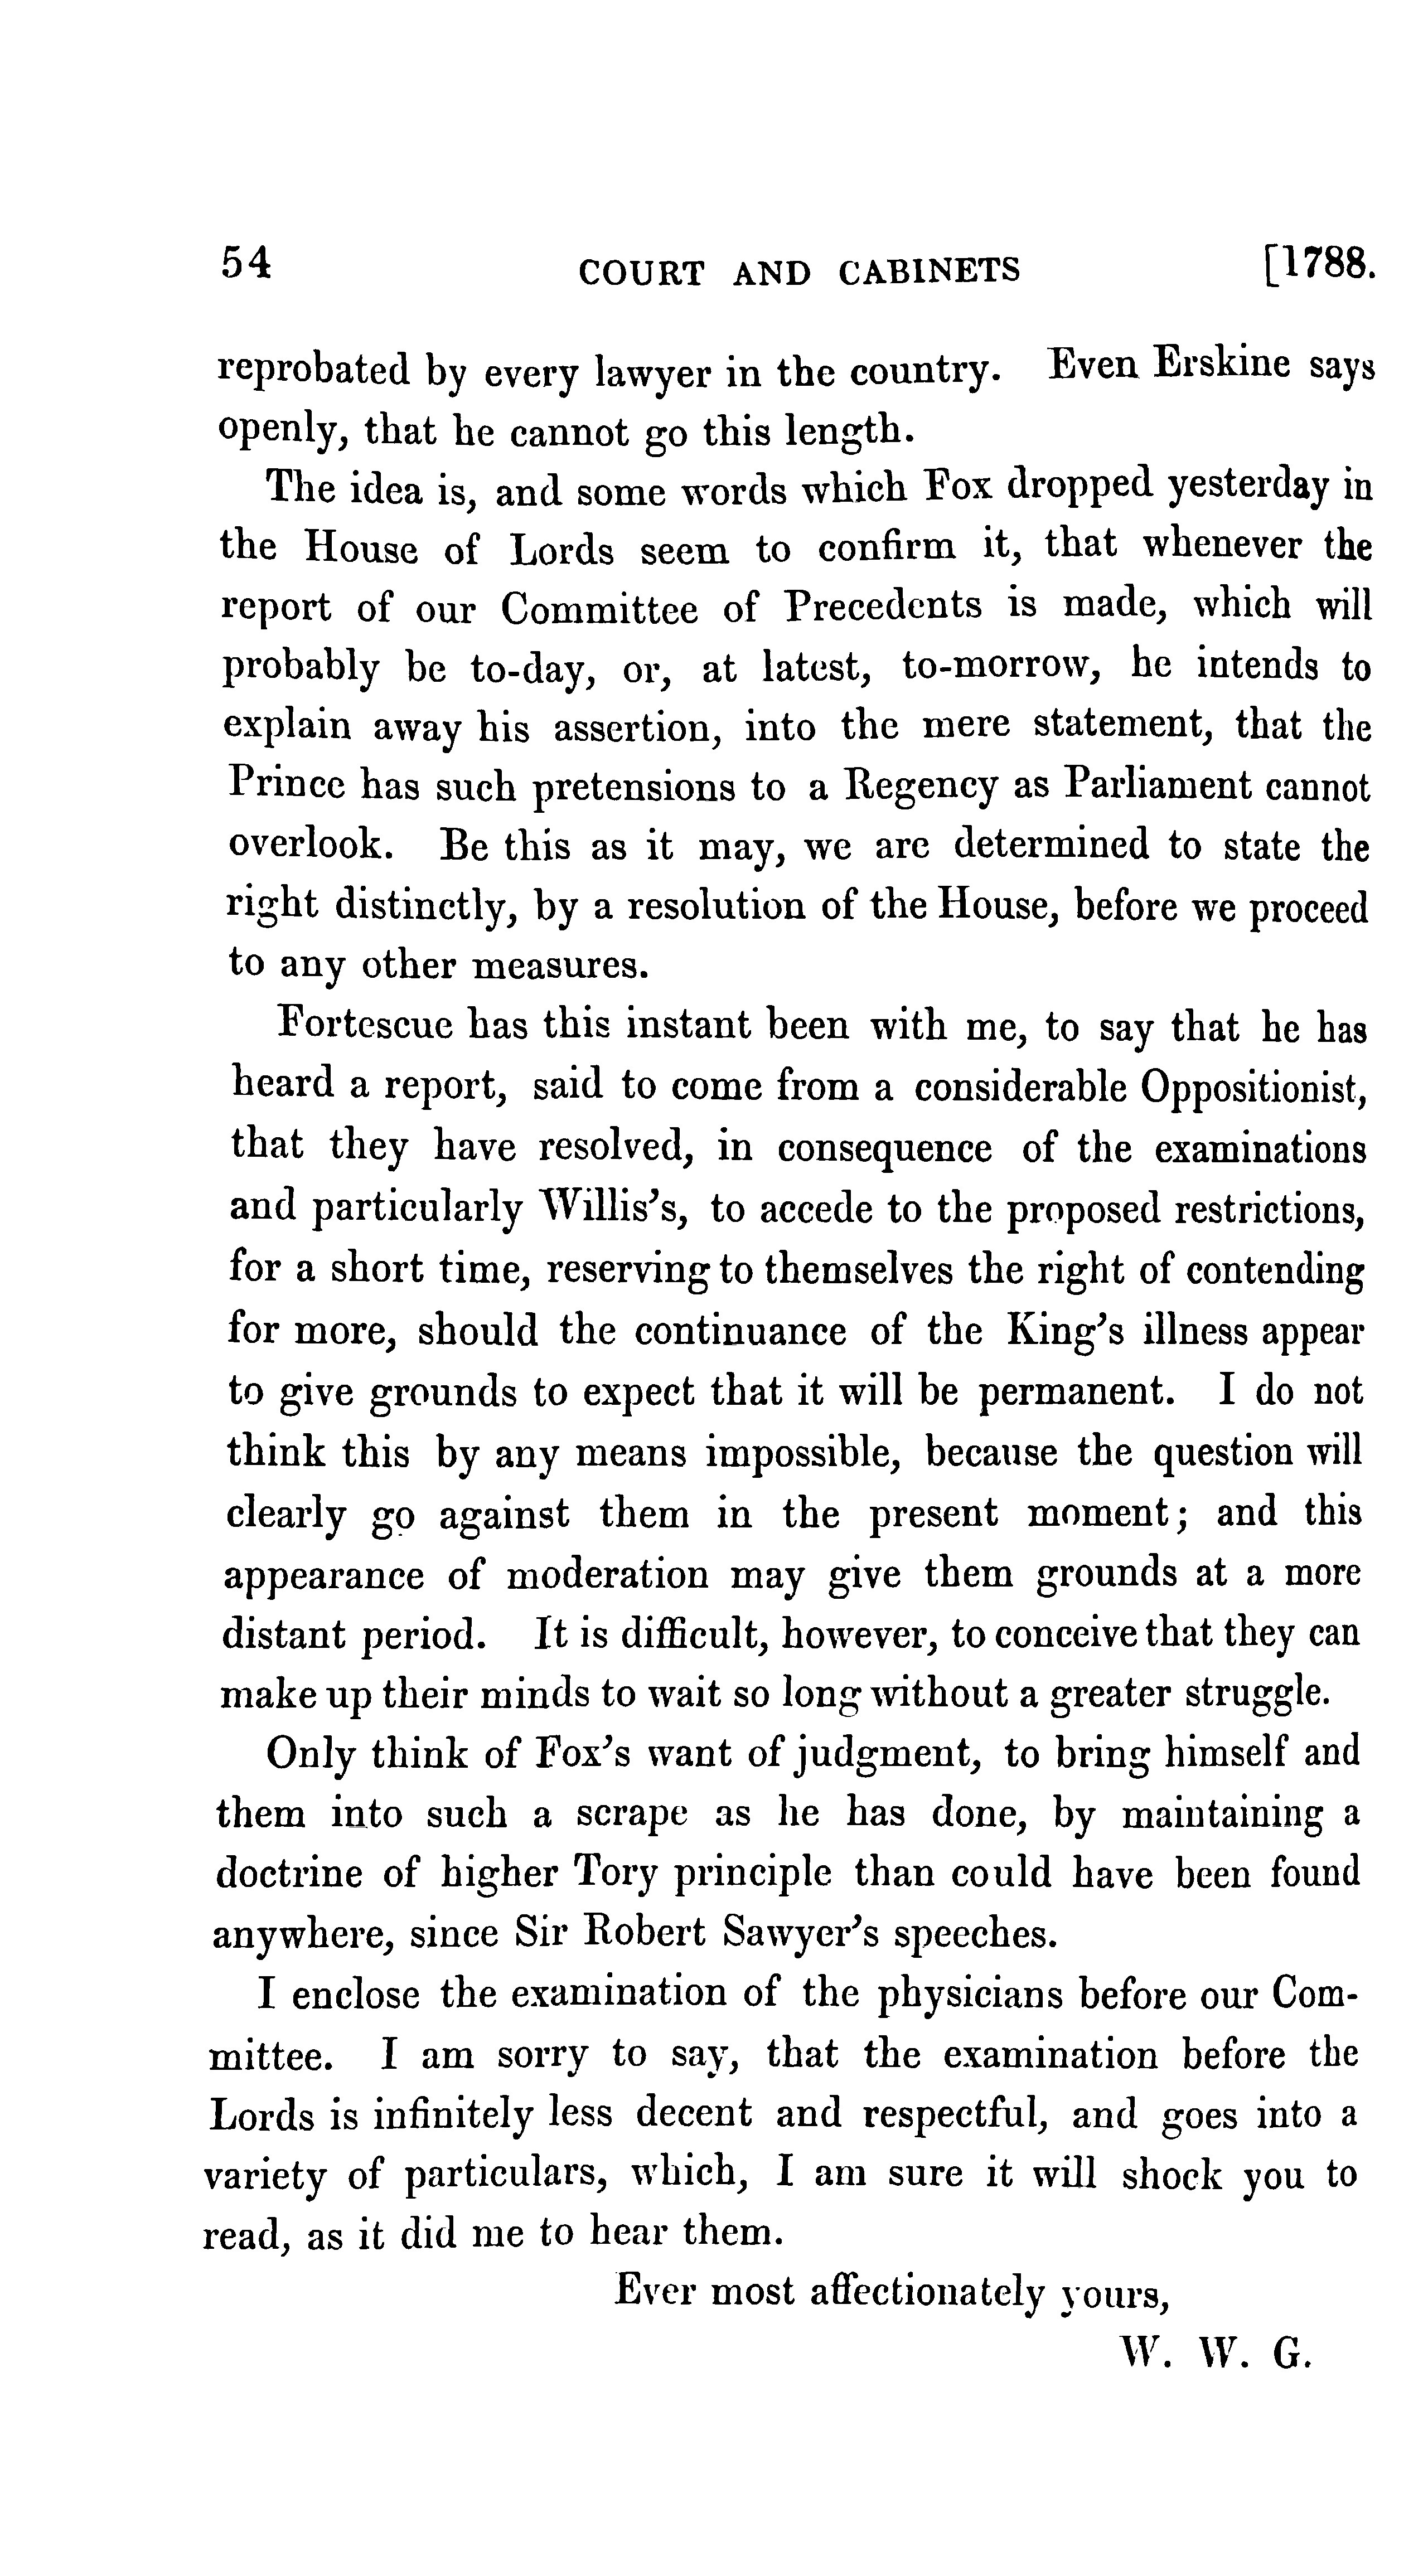 54 COURT AND CABINETS [1788.
reprobated by every lawyer in the country. Even Erskine says
openly, that he cannot go this length.
The idea is, and some words which Fox dropped yesterday in
the House of Lords seem to confirm it, that whenever the
report of our Committee of Precedents is made, which will
probably be to-day, or, at latest, to-morrow, he intends to
explain away his assertion, into the mere statement, that the
Prince has such pretensions to a Regency as Parliament cannot
overlook. Be this as it may, we are determined to state the
right distinctly, by a resolution of the House, before we proceed
to any other measures.
Fortescue has this instant been with me, to say that he has
heard a report, said to come from a considerable Oppositionist,
that they have resolved, in consequence of the examinations
and particularly Willis's, to accede to the proposed restrictions,
for a short time, reserving to themselves the right of contending
for more, should the continuance of the King's illness appear
to give grounds to expect that it will be permanent. I do not
think this by any means impossible, because the question will
clearly go against them in the present moment; and this
appearance of moderation may give them grounds at a more
distant period. It is difficult, however, to conceive that they can
make up their minds to wait so long without a greater struggle.
Only think of Fox's want of judgment, to bring himself and
them into such a scrape as he has done, by maintaining a
doctrine of higher Tory principle than could have been found
anywhere, since Sir Robert Sawyer's speeches.
I enclose the examination of the physicians before our Com-
mittee. I am sorry to say, that the examination before the
Lords is infinitely less decent and respectful, and goes into a
variety of particulars, which, I am sure it will shock you to
read, as it did me to hear them.
Ever most affectionately yours,
W. W. G.